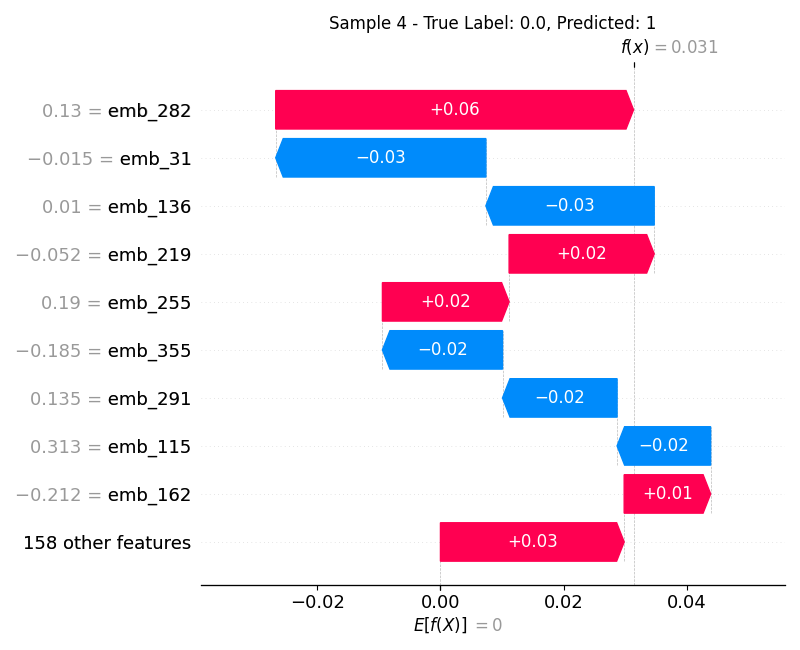 Sample 4 - True Label: 0.0, Predicted: 1
f(x) = 0.031
0.13 = emb_282 +0.06
−0.015 = emb_31 −0.03
0.01 = emb_136 −0.03
−0.052 = emb_219 +0.02
0.19 = emb_255 +0.02
−0.185 = emb_355 −0.02
0.135 = emb_291 −0.02
0.313 = emb_115 −0.02
−0.212 = emb_162 +0.01
158 other features +0.03
−0.02 0.00 0.02 0.04
E[f(X)] = 0